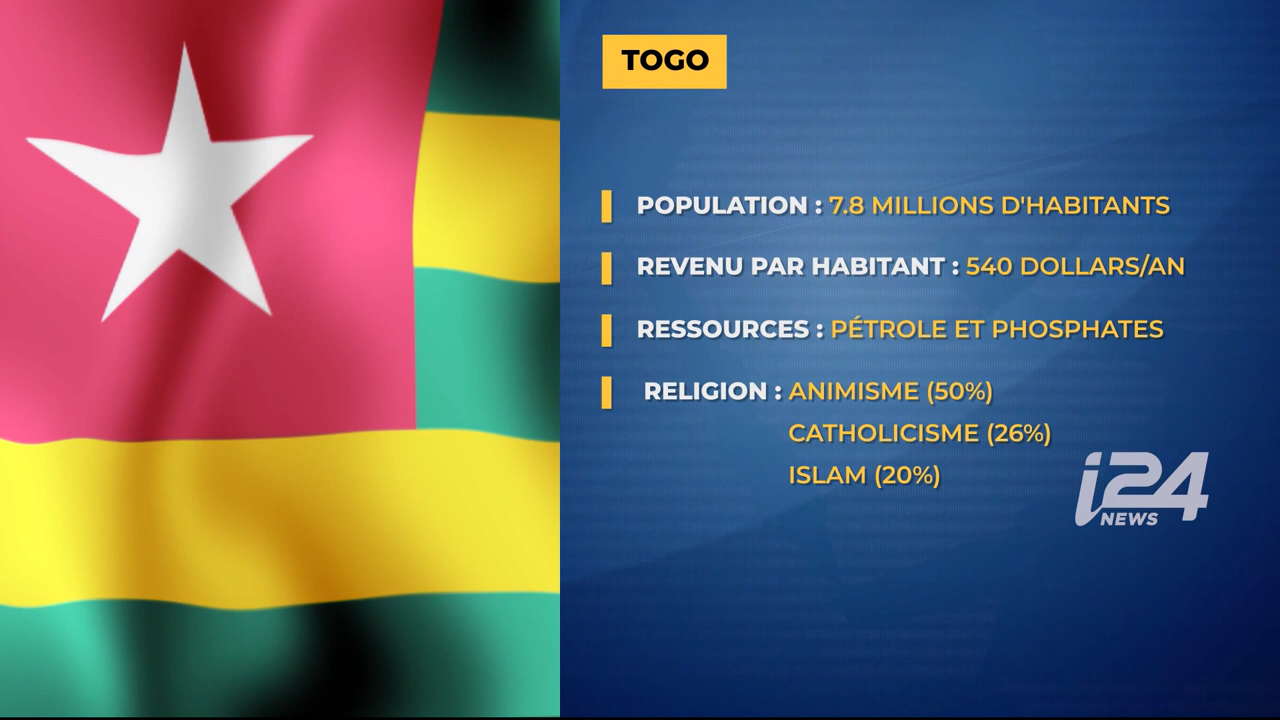 TOGO
POPULATION : 7.8 MILLIONS D'HABITANTS
REVENU PAR HABITANT : 540 DOLLARS/AN
RESSOURCES : PÉTROLE ET PHOSPHATES
RELIGION : ANIMISME (50%)
CATHOLICISME (26%)
ISLAM (20%)
i24
NEWS